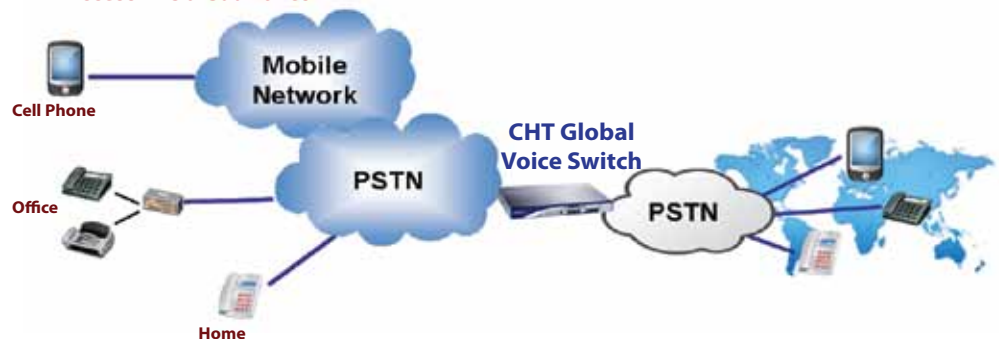 Mobile
Network
Cell Phone
CHT Global
Voice Switch
PSTN
Office
PSTN
Home